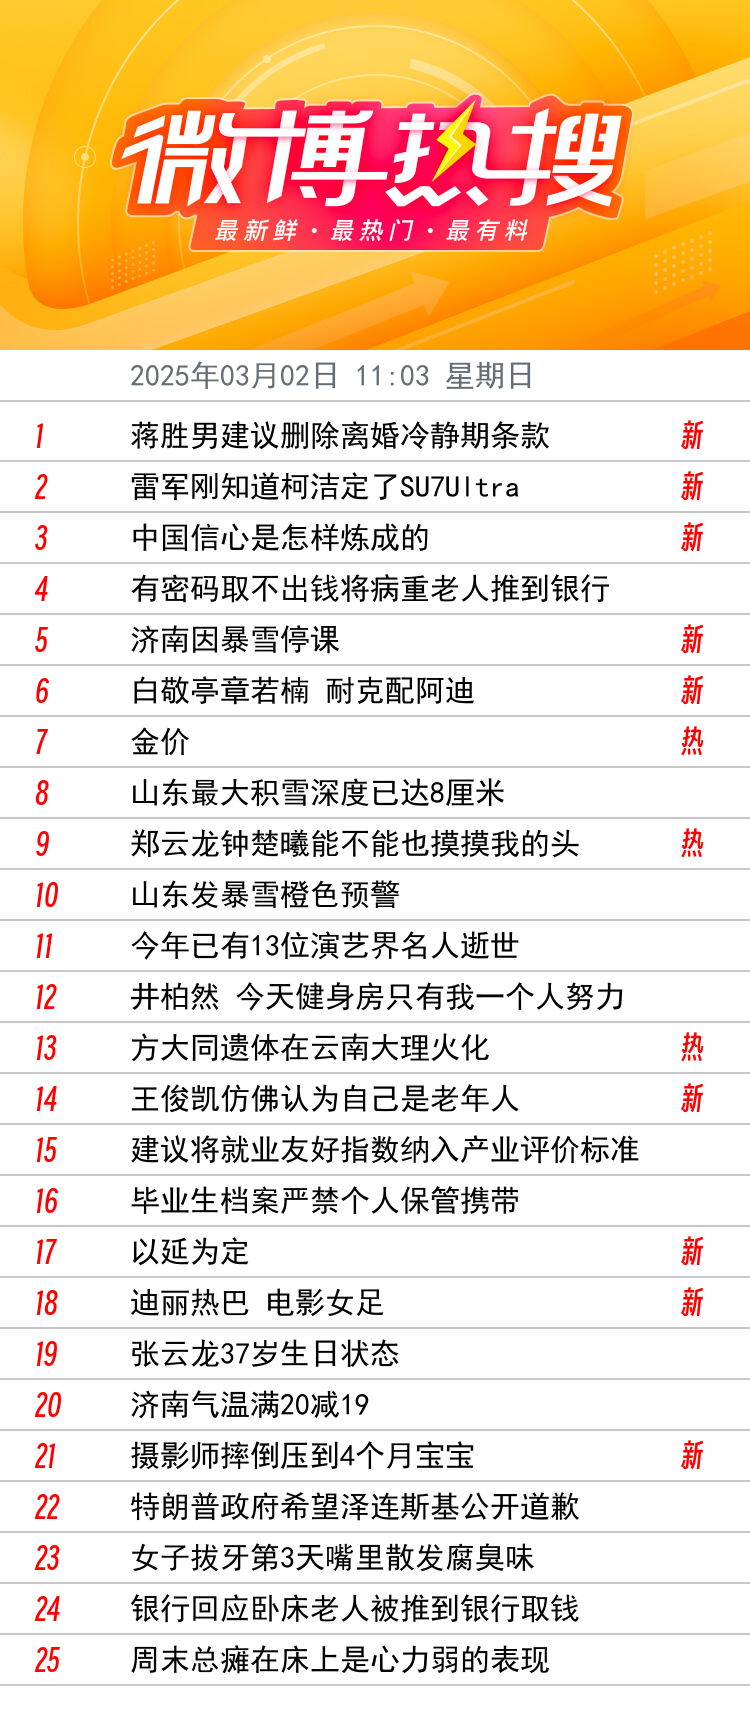 微博热搜
最新鲜·最热门·最有料
2025年03月02日 11:03 星期日
1 蒋胜男建议删除离婚冷静期条款 新
2 雷军刚知道柯洁定了SU7Ultra 新
3 中国信心是怎样炼成的 新
4 有密码取不出钱将病重老人推到银行
5 济南因暴雪停课 新
6 白敬亭章若楠 耐克配阿迪 新
7 金价 热
8 山东最大积雪深度已达8厘米
9 郑云龙钟楚曦能不能也摸摸我的头 热
10 山东发暴雪橙色预警
11 今年已有13位演艺界名人逝世
12 井柏然 今天健身房只有我一个人努力
13 方大同遗体在云南大理火化 热
14 王俊凯仿佛认为自己是老年人 新
15 建议将就业友好指数纳入产业评价标准
16 毕业生档案严禁个人保管携带
17 以延为定 新
18 迪丽热巴 电影女足 新
19 张云龙37岁生日状态
20 济南气温满20减19
21 摄影师摔倒压到4个月宝宝 新
22 特朗普政府希望泽连斯基公开道歉
23 女子拔牙第3天嘴里散发腐臭味
24 银行回应卧床老人被推到银行取钱
25 周末总瘫在床上是心力弱的表现